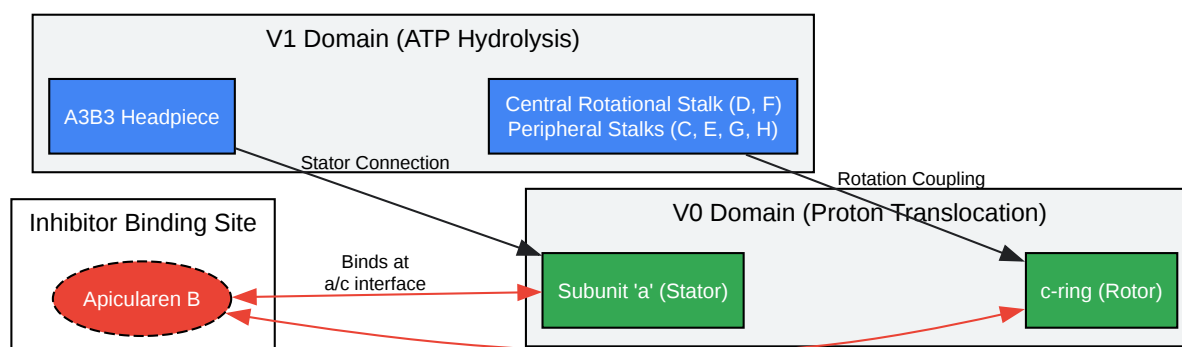 V1 Domain (ATP Hydrolysis)
A3B3 Headpiece
Central Rotational Stalk (D, F)
Peripheral Stalks (C, E, G, H)
Stator Connection
Rotation Coupling
V0 Domain (Proton Translocation)
Inhibitor Binding Site
Binds at
a/c interface
Apicularen B
Subunit 'a' (Stator)
c-ring (Rotor)